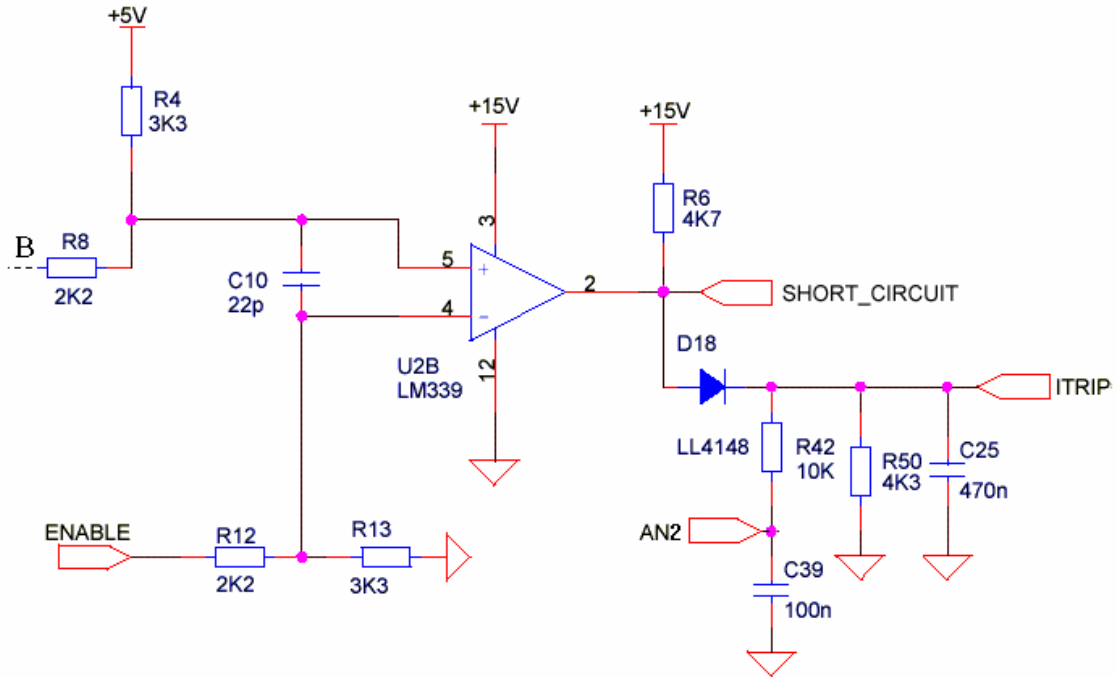 +5V
R4
3K3
+15V
+15V
3
R6
4K7
B
R8
2K2
C10
22p
5
+
4
-
2
SHORT_CIRCUIT
U2B
LM339
12
D18
LL4148
ITRIP
R42
10K
R50
4K3
C25
470n
ENABLE
R12
2K2
R13
3K3
AN2
C39
100n